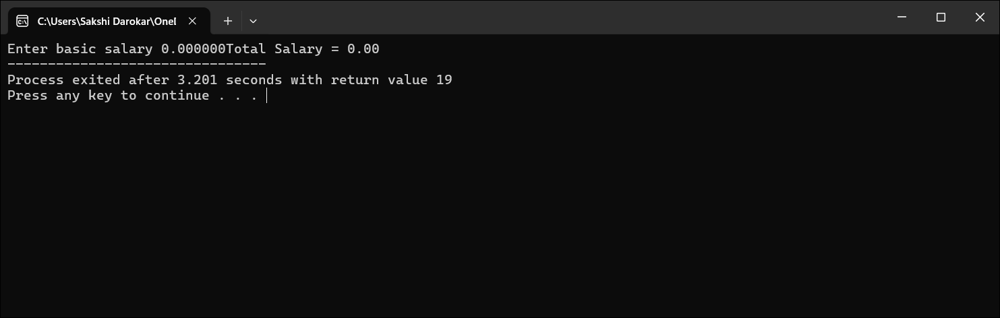 C:\Users\Sakshi Darokar\OneI
Enter basic salary 0.000000Total Salary = 0.00
--------------------------------
Process exited after 3.201 seconds with return value 19
Press any key to continue . . .